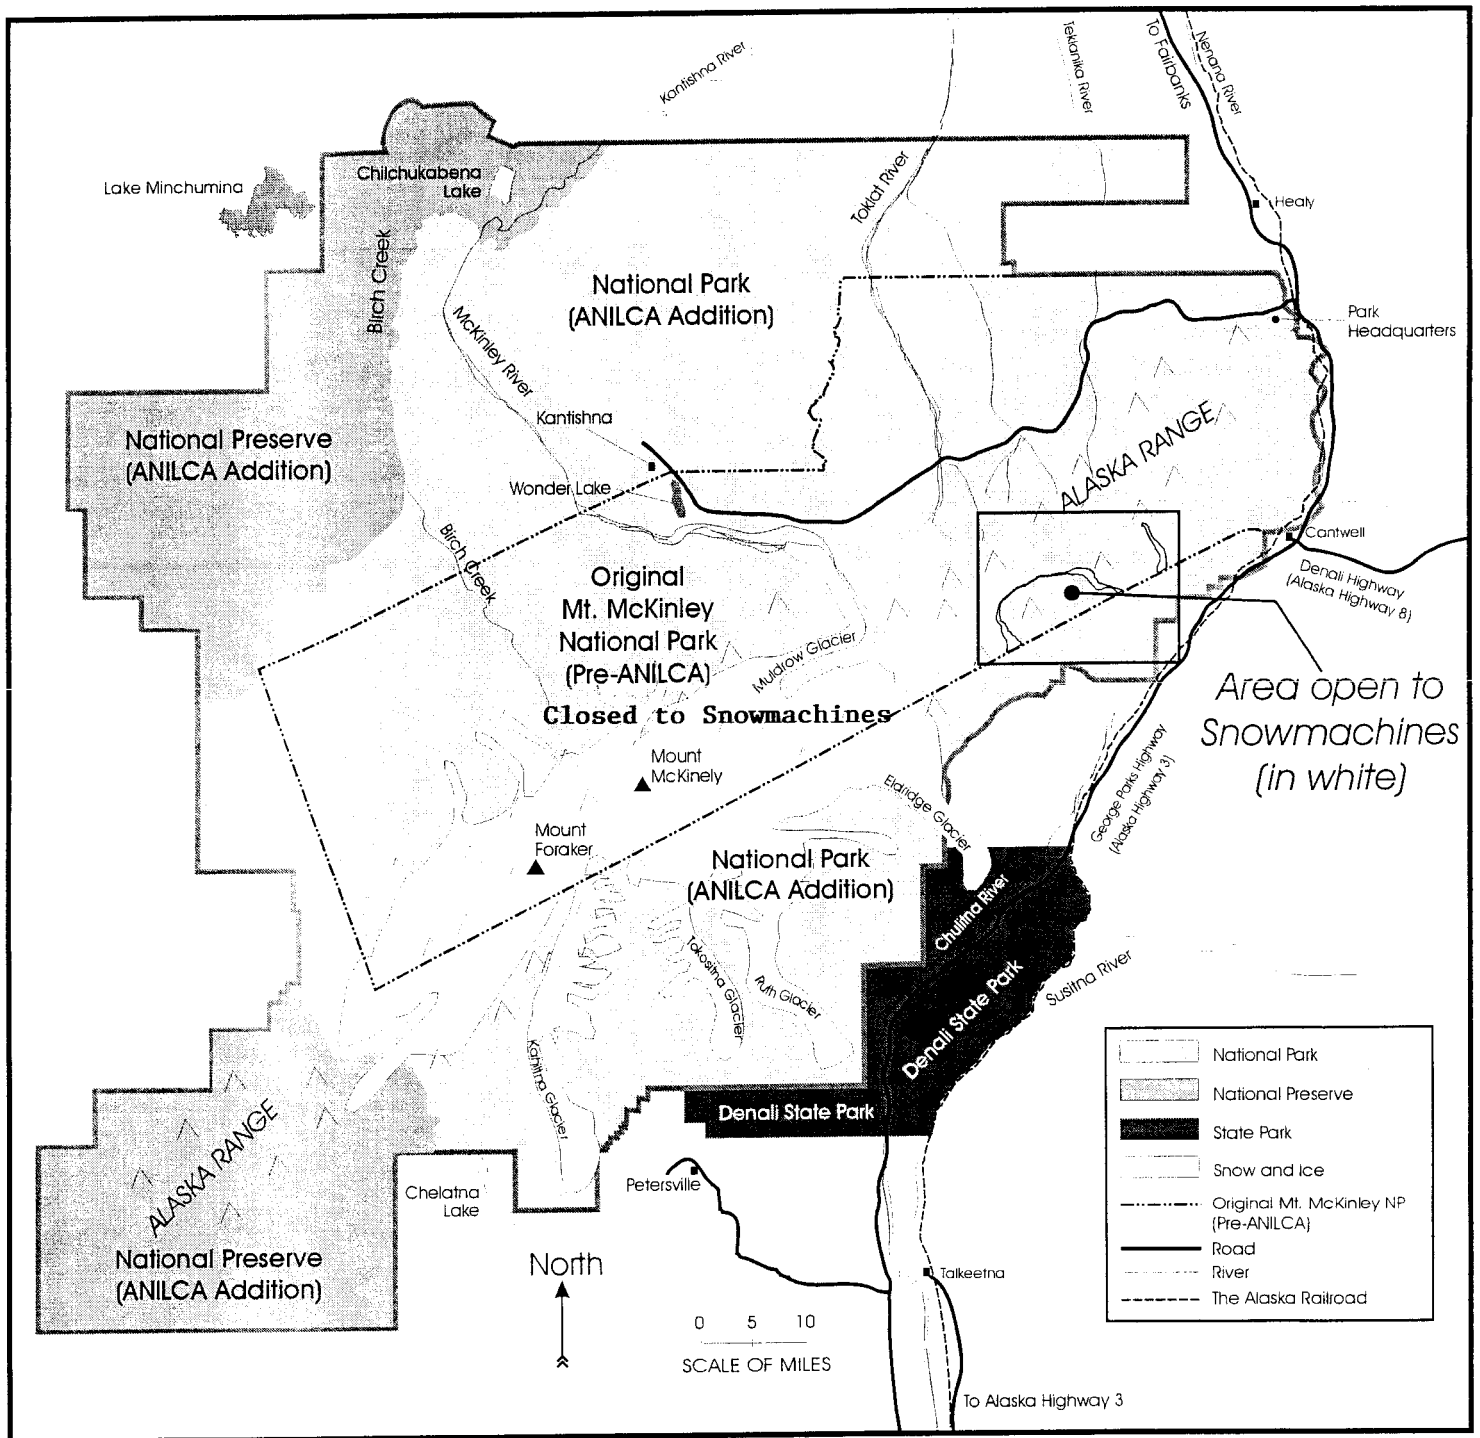 Kantishna River
Teklanika River
To Fairbanks
Nenana River
Lake Minchumina
Chilchukabena
Lake
Toklat River
Healy
Birch Creek
National Park
(ANILCA Addition)
McKinley River
Park
Headquarters
Kantishna
National Preserve
(ANILCA Addition)
ALASKA RANGE
Wonder Lake
Cantwell
Birch Creek
Denali Highway
(Alaska Highway 8)
Original
Mt. McKinley
National Park
(Pre-ANILCA)
Muldrow Glacier
Closed to Snowmachines
Area open to
Snowmachines
(in white)
Mount
McKinely
George Parks Highway
(Alaska Highway 3)
Eldridge Glacier
Mount
Foraker
National Park
(ANILCA Addition)
Chulitna River
Tokositna Glacier
Ruth Glacier
Susitna River
Denali State Park
Kahiltna Glacier
Denali State Park
ALASKA RANGE
Petersville
Chelatna
Lake
National Preserve
(ANILCA Addition)
North
Talkeetna
0 5 10
SCALE OF MILES
To Alaska Highway 3
National Park
National Preserve
State Park
Snow and Ice
Original Mt. McKinley NP
(Pre-ANILCA)
Road
River
The Alaska Railroad